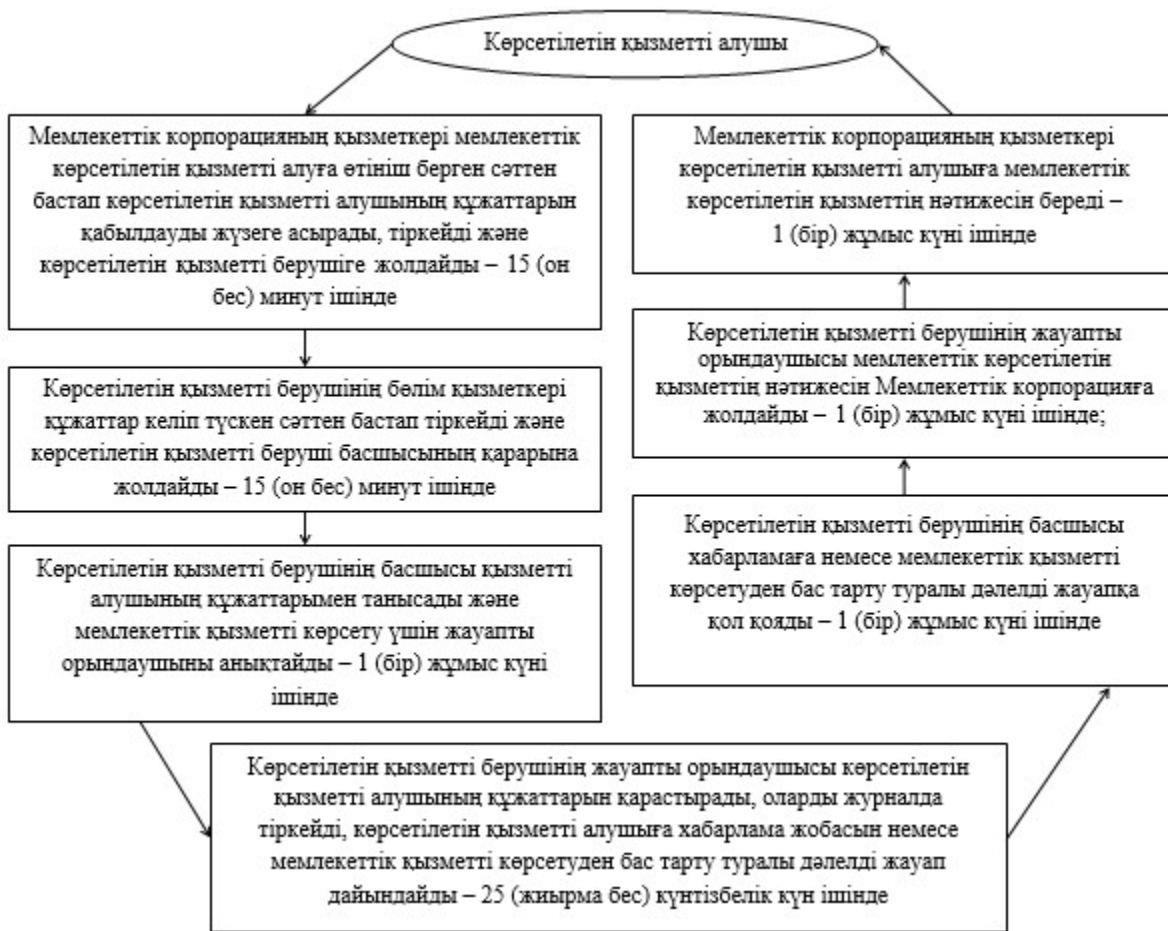 Көрсетілетін қызметті алушы
Мемлекеттік корпорацияның қызметкері мемлекеттік
көрсетілетін қызметті алуға өтініш берген сәттен
бастап көрсетілетін қызметті алушының құжаттарын
қабылдауды жүзеге асырады, тіркейді және
көрсетілетін қызметті берушіге жолдайды – 15 (он
бес) минут ішінде
Көрсетілетін қызметті берушінің бөлім қызметкері
құжаттар келіп түскен сәттен бастап тіркейді және
көрсетілетін қызметті беруші басшысының қарарына
жолдайды – 15 (он бес) минут ішінде
Көрсетілетін қызметті берушінің басшысы қызметті
алушының құжаттарымен танысады және
мемлекеттік қызметті көрсету үшін жауапты
орындаушыны анықтайды – 1 (бір) жұмыс күні
ішінде
Көрсетілетін қызметті берушінің жауапты орындаушысы көрсетілетін
қызметті алушының құжаттарын қарастырады, оларды журналда
тіркейді, көрсетілетін қызметті алушыға хабарлама жобасын немесе
мемлекеттік қызметті көрсетуден бас тарту туралы дәлелді жауап
дайындайды – 25 (жиырма бес) күнтізбелік күн ішінде
Көрсетілетін қызметті берушінің басшысы
хабарламаға немесе мемлекеттік қызметті
көрсетуден бас тарту туралы дәлелді жауапқа
қол қояды – 1 (бір) жұмыс күні ішінде
Көрсетілетін қызметті берушінің жауапты
орындаушысы мемлекеттік көрсетілетін
қызметтің нәтижесін Мемлекеттік корпорацияға
жолдайды – 1 (бір) жұмыс күні ішінде;
Мемлекеттік корпорацияның қызметкері
көрсетілетін қызметті алушыға мемлекеттік
көрсетілетін қызметтің нәтижесін береді –
1 (бір) жұмыс күні ішінде